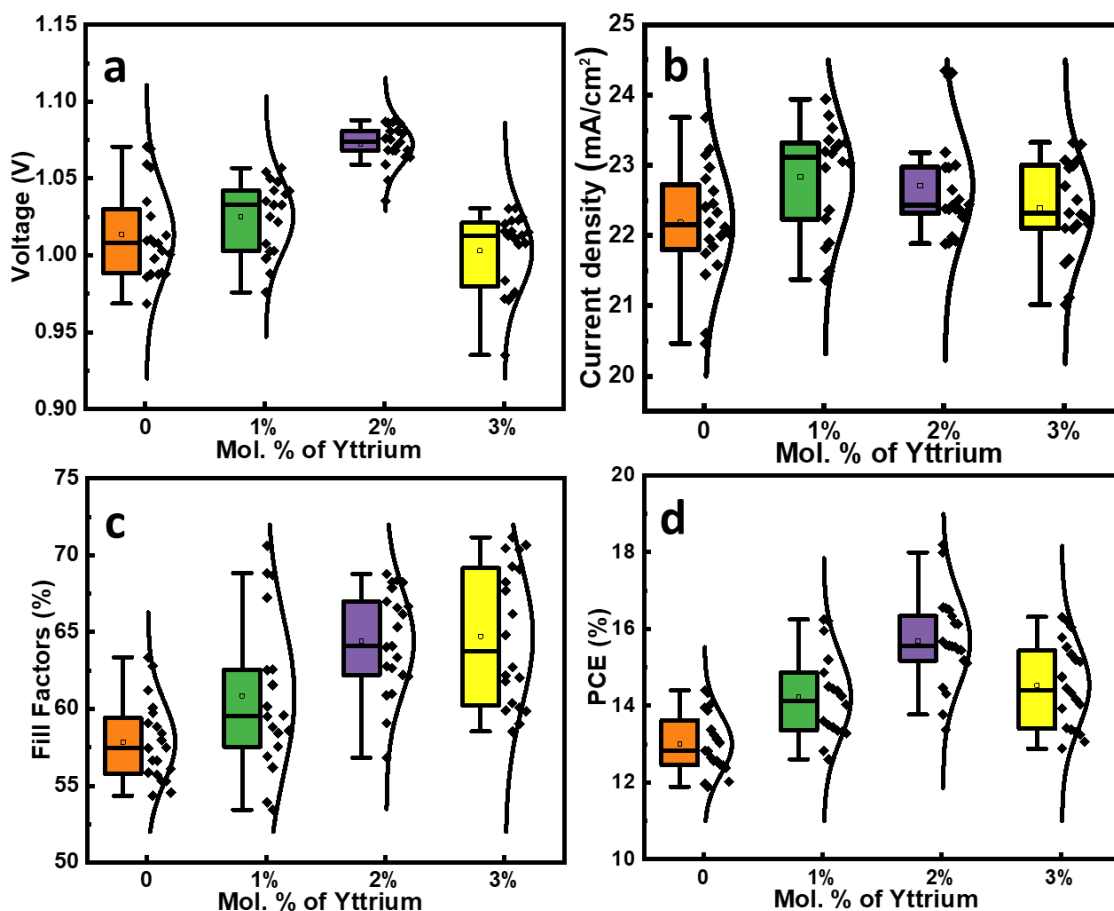 a
Voltage (V)
1.15
1.10
1.05
1.00
0.95
0.90
0 1% 2% 3%
Mol. % of Yttrium
b
Current density (mA/cm²)
25
24
23
22
21
20
0 1% 2% 3%
Mol. % of Yttrium
c
Fill Factors (%)
75
70
65
60
55
50
0 1% 2% 3%
Mol. % of Yttrium
d
PCE (%)
20
18
16
14
12
10
0 1% 2% 3%
Mol. % of Yttrium